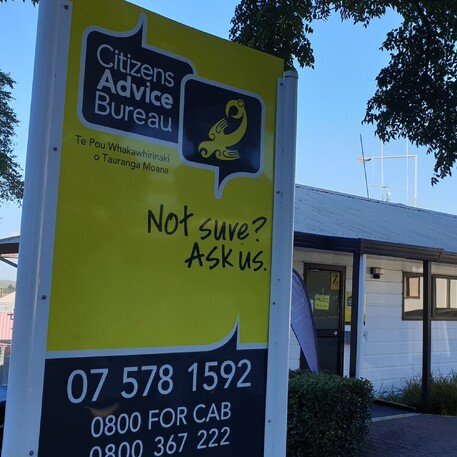 Citizens
Advice
Bureau
Te Pou Whakawhirinaki
o Tauranga Moana
Not sure?
Ask us.
07 578 1592
0800 FOR CAB
0800 367 222